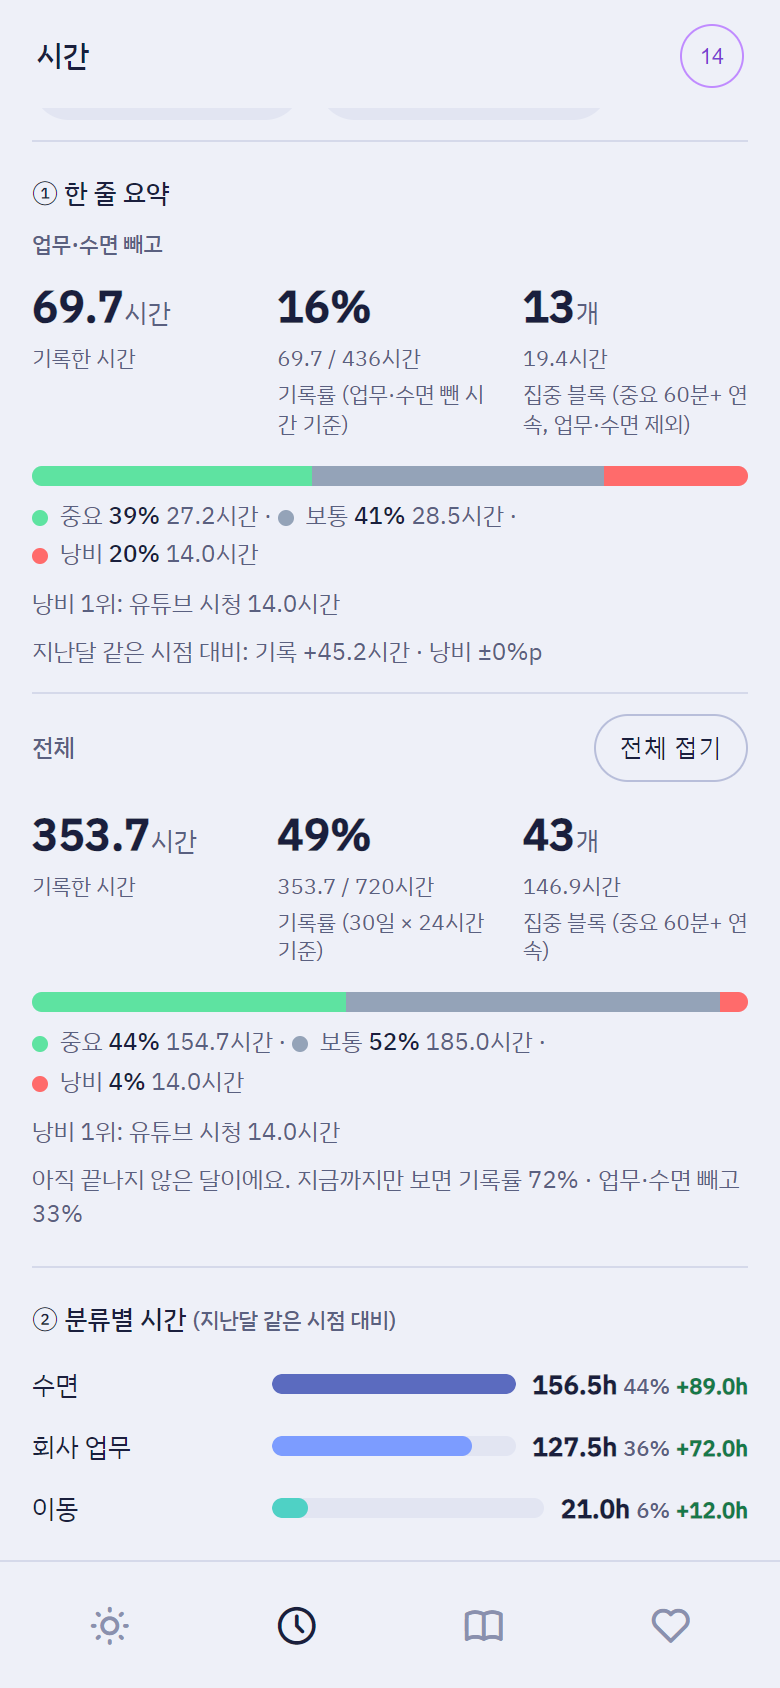 시간
14
① 한 줄 요약
업무·수면 빼고
69.7시간
기록한 시간
16%
69.7 / 436시간
기록률 (업무·수면 뺀 시
간 기준)
13개
19.4시간
집중 블록 (중요 60분+ 연
속, 업무·수면 제외)
중요 39% 27.2시간 · 보통 41% 28.5시간 ·
낭비 20% 14.0시간
낭비 1위: 유튜브 시청 14.0시간
지난달 같은 시점 대비: 기록 +45.2시간 · 낭비 ±0%p
전체
전체 접기
353.7시간
기록한 시간
49%
353.7 / 720시간
기록률 (30일 × 24시간
기준)
43개
146.9시간
집중 블록 (중요 60분+ 연
속)
중요 44% 154.7시간 · 보통 52% 185.0시간 ·
낭비 4% 14.0시간
낭비 1위: 유튜브 시청 14.0시간
아직 끝나지 않은 달이에요. 지금까지만 보면 기록률 72% · 업무·수면 빼고
33%
② 분류별 시간 (지난달 같은 시점 대비)
수면 156.5h 44% +89.0h
회사 업무 127.5h 36% +72.0h
이동 21.0h 6% +12.0h